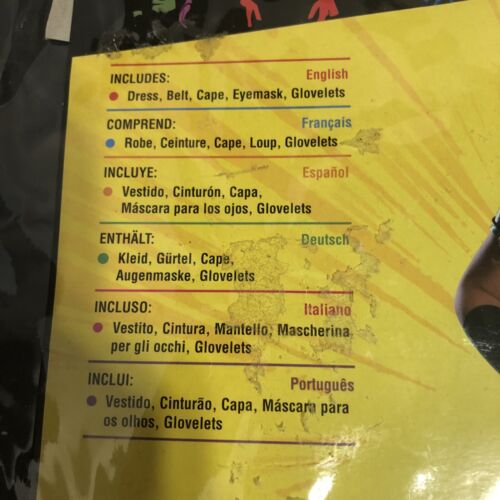 INCLUDES: English
Dress, Belt, Cape, Eyemask, Glovelets
COMPREND: Français
Robe, Ceinture, Cape, Loup, Glovelets
INCLUYE: Español
Vestido, Cinturón, Capa,
Máscara para los ojos, Glovelets
ENTHÄLT: Deutsch
Kleid, Gürtel, Cape,
Augenmaske, Glovelets
INCLUSO: Italiano
Vestito, Cintura, Mantello, Mascherina
per gli occhi, Glovelets
INCLUI: Português
Vestido, Cinturão, Capa, Máscara para
os olhos, Glovelets